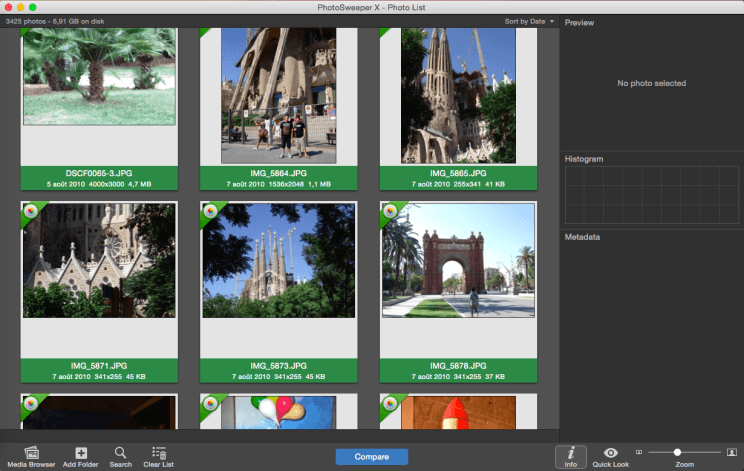 PhotoSweeper X - Photo List
3425 photos - 6,91 GB on disk
Sort by Date
Preview
No photo selected
DSCF0065-3.JPG
5 août 2010 4000x3000 4,7 MB
IMG_5864.JPG
7 août 2010 1536x2048 1,1 MB
IMG_5865.JPG
7 août 2010 255x341 41 KB
Histogram
Metadata
IMG_5871.JPG
7 août 2010 341x255 45 KB
IMG_5873.JPG
7 août 2010 341x255 45 KB
IMG_5878.JPG
7 août 2010 341x255 37 KB
Media Browser
Add Folder
Search
Clear List
Compare
Info
Quick Look
Zoom